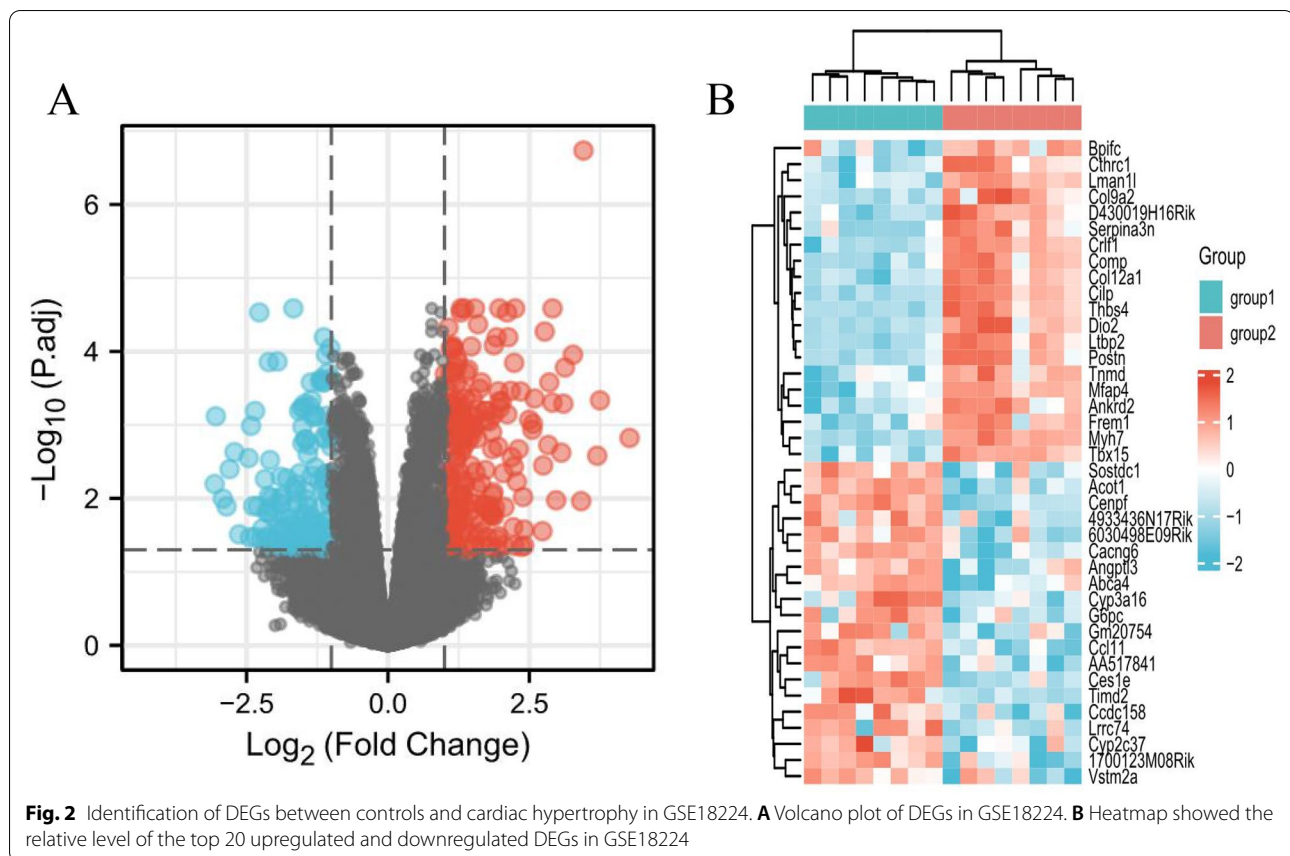 A
−Log10 (P.adj)
6
4
2
0
−2.5
0.0
2.5
Log2 (Fold Change)
B
Bpifc
Cthrc1
Lman1l
Col9a2
D430019H16Rik
Serpina3n
Crlf1
Comp
Col12a1
Cilp
Thbs4
Dio2
Ltbp2
Postn
Tnmd
Mfap4
Ankrd2
Frem1
Myh7
Tbx15
Sostdc1
Acot1
Cenpf
4933436N17Rik
6030498E09Rik
Cacng6
Angptl3
Abca4
Cyp3a16
G6pc
Gm20754
Ccl11
AA517841
Ces1e
Timd2
Ccdc158
Lrrc74
Cyp2c37
1700123M08Rik
Vstm2a
Group
group1
group2
2
1
0
−1
−2
Fig. 2 Identification of DEGs between controls and cardiac hypertrophy in GSE18224. A Volcano plot of DEGs in GSE18224. B Heatmap showed the
relative level of the top 20 upregulated and downregulated DEGs in GSE18224